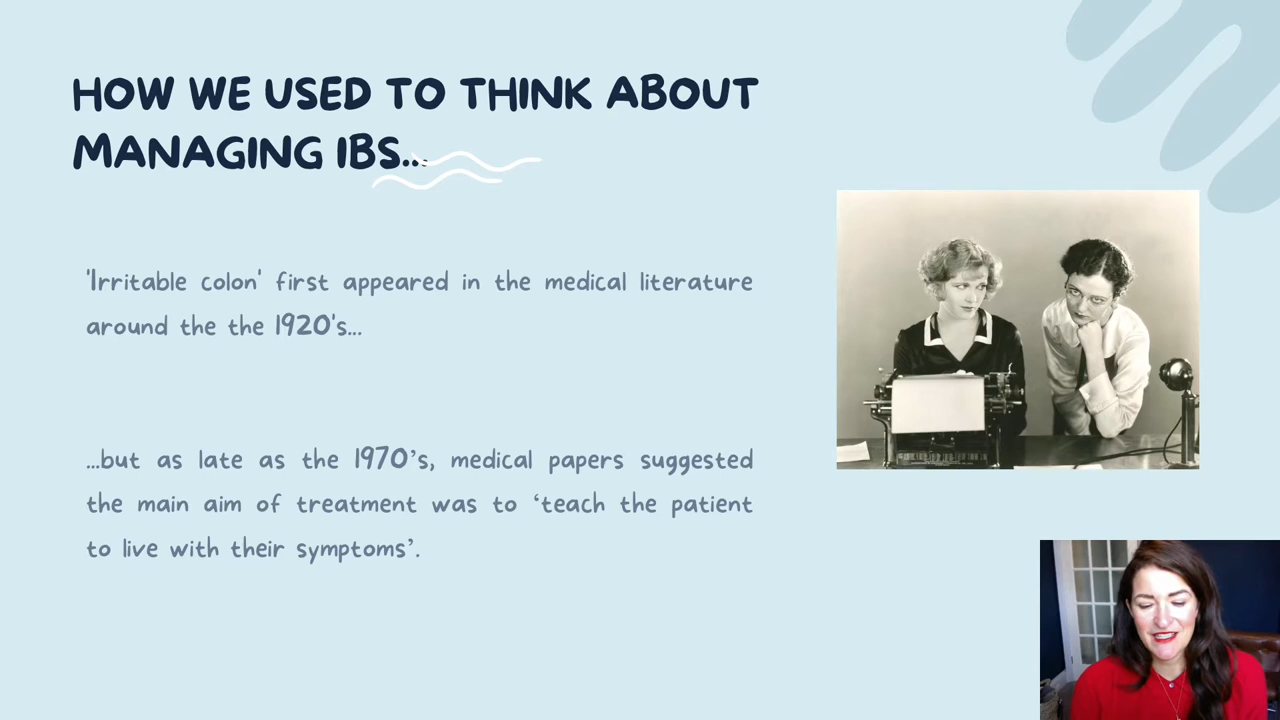 HOW WE USED TO THINK ABOUT
MANAGING IBS...
'Irritable colon' first appeared in the medical literature
around the the 1920's...
...but as late as the 1970’s, medical papers suggested
the main aim of treatment was to ‘teach the patient
to live with their symptoms’.